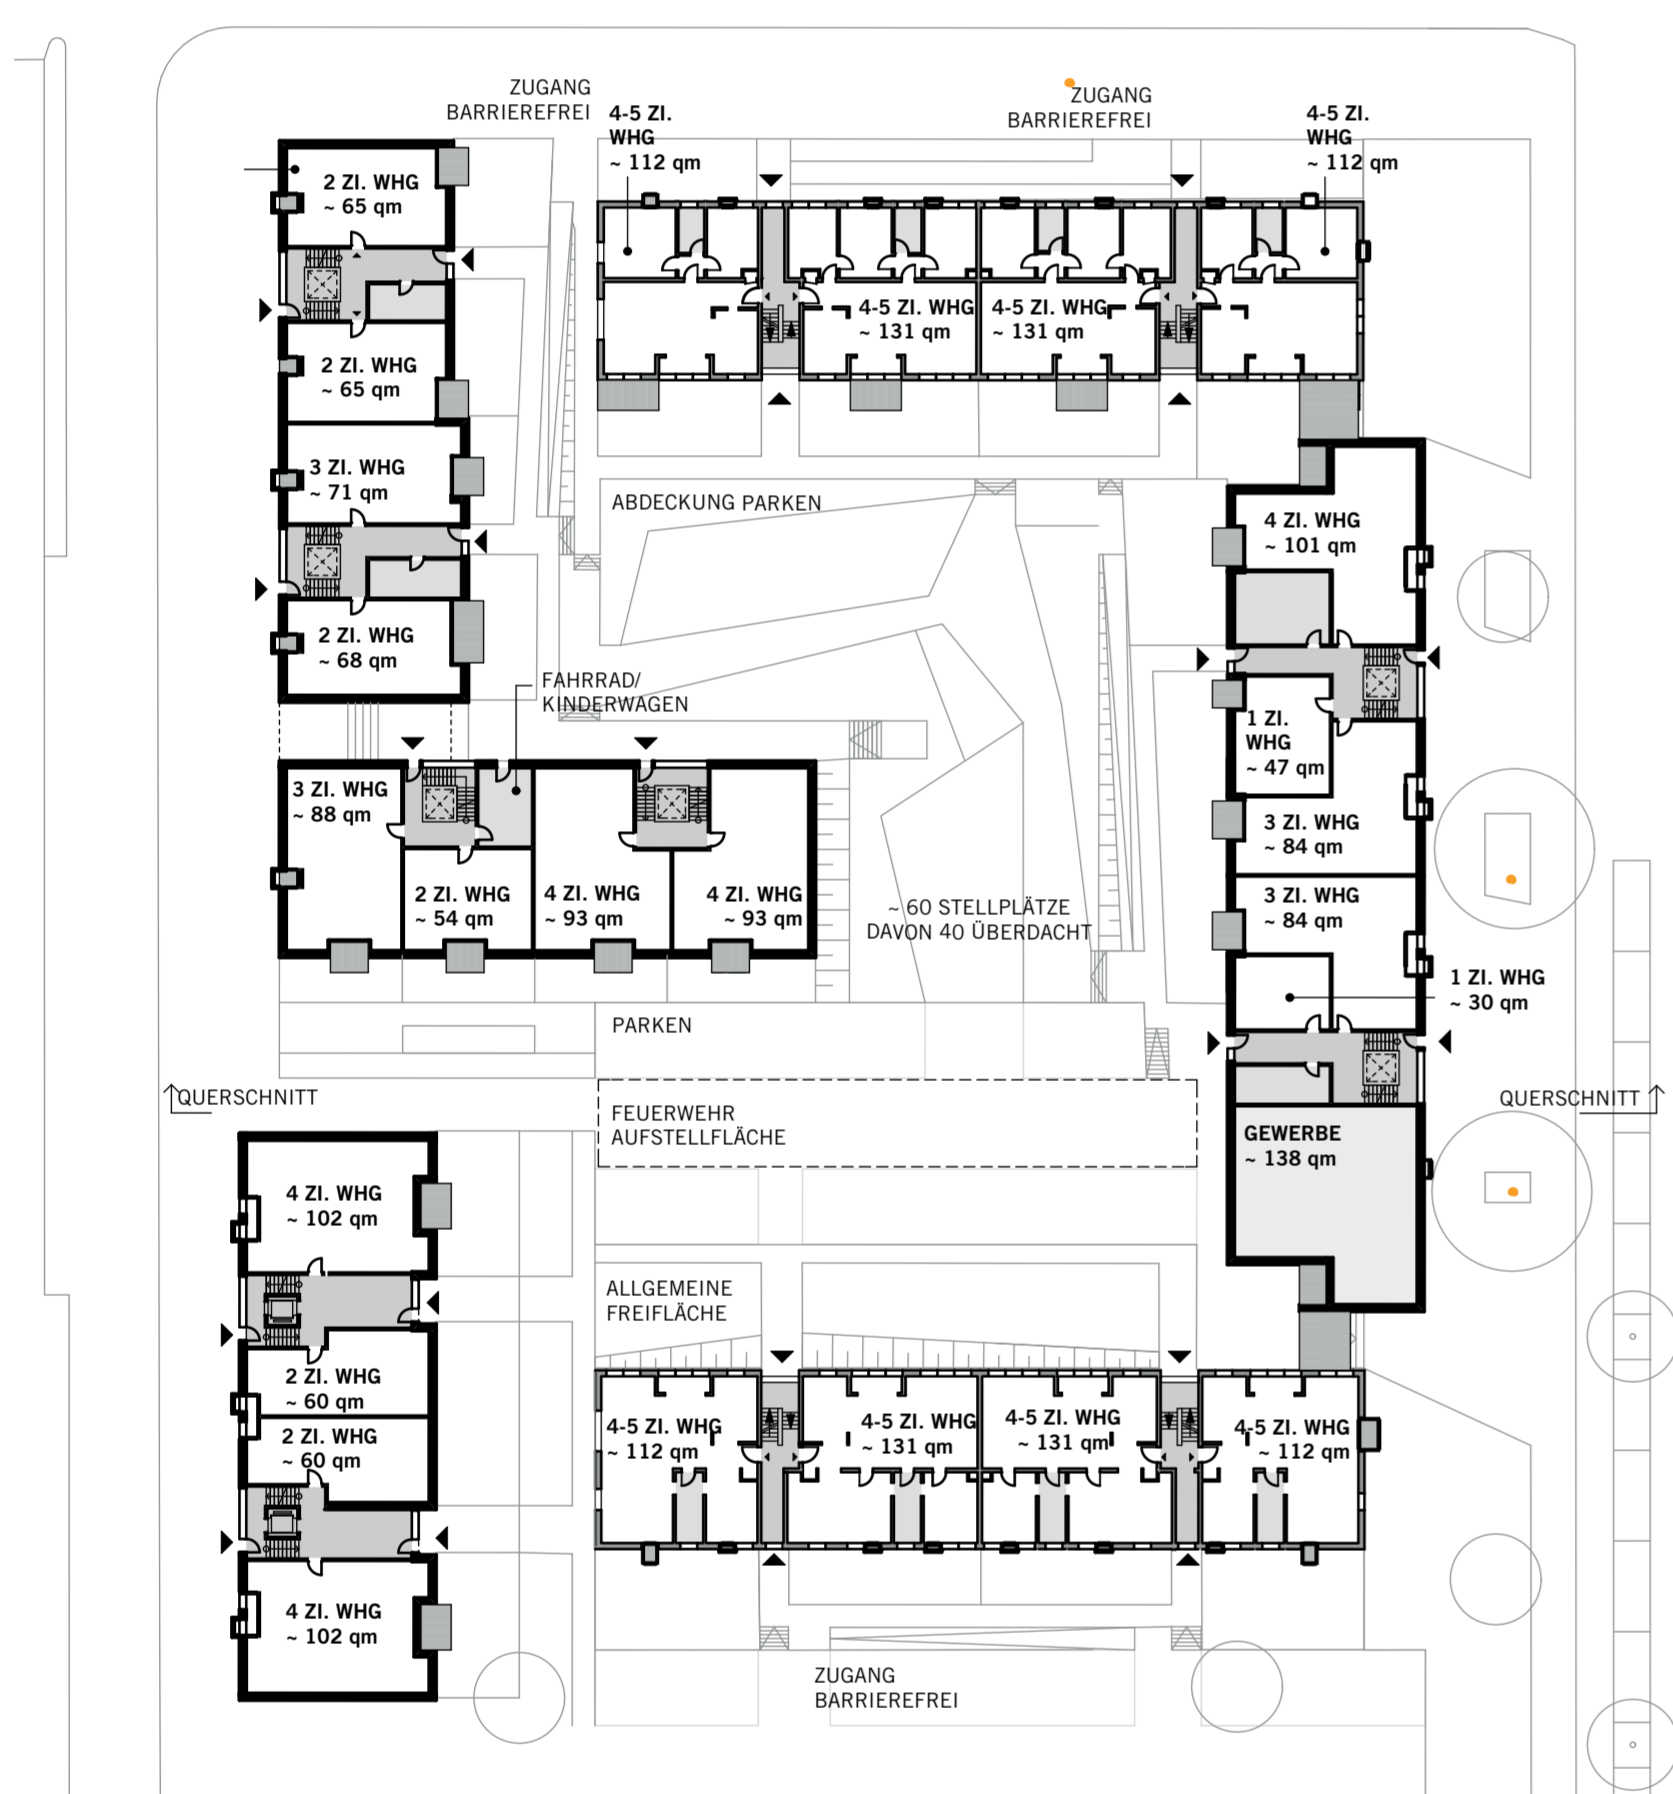 ZUGANG
BARRIEREFREI
ZUGANG
BARRIEREFREI
4-5 ZI.
WHG
~ 112 qm
4-5 ZI.
WHG
~ 112 qm
2 ZI. WHG
~ 65 qm
4-5 ZI. WHG
~ 131 qm
4-5 ZI. WHG
~ 131 qm
2 ZI. WHG
~ 65 qm
3 ZI. WHG
~ 71 qm
ABDECKUNG PARKEN
4 ZI. WHG
~ 101 qm
2 ZI. WHG
~ 68 qm
FAHRRAD/
KINDERWAGEN
1 ZI.
WHG
~ 47 qm
3 ZI. WHG
~ 88 qm
3 ZI. WHG
~ 84 qm
2 ZI. WHG
~ 54 qm
4 ZI. WHG
~ 93 qm
4 ZI. WHG
~ 93 qm
~ 60 STELLPLÄTZE
DAVON 40 ÜBERDACHT
3 ZI. WHG
~ 84 qm
1 ZI. WHG
~ 30 qm
PARKEN
QUERSCHNITT
QUERSCHNITT
FEUERWEHR
AUFSTELLFLÄCHE
GEWERBE
~ 138 qm
4 ZI. WHG
~ 102 qm
ALLGEMEINE
FREIFLÄCHE
2 ZI. WHG
~ 60 qm
2 ZI. WHG
~ 60 qm
4-5 ZI. WHG
~ 112 qm
4-5 ZI. WHG
~ 131 qm
4-5 ZI. WHG
~ 131 qm
4-5 ZI. WHG
~ 112 qm
4 ZI. WHG
~ 102 qm
ZUGANG
BARRIEREFREI